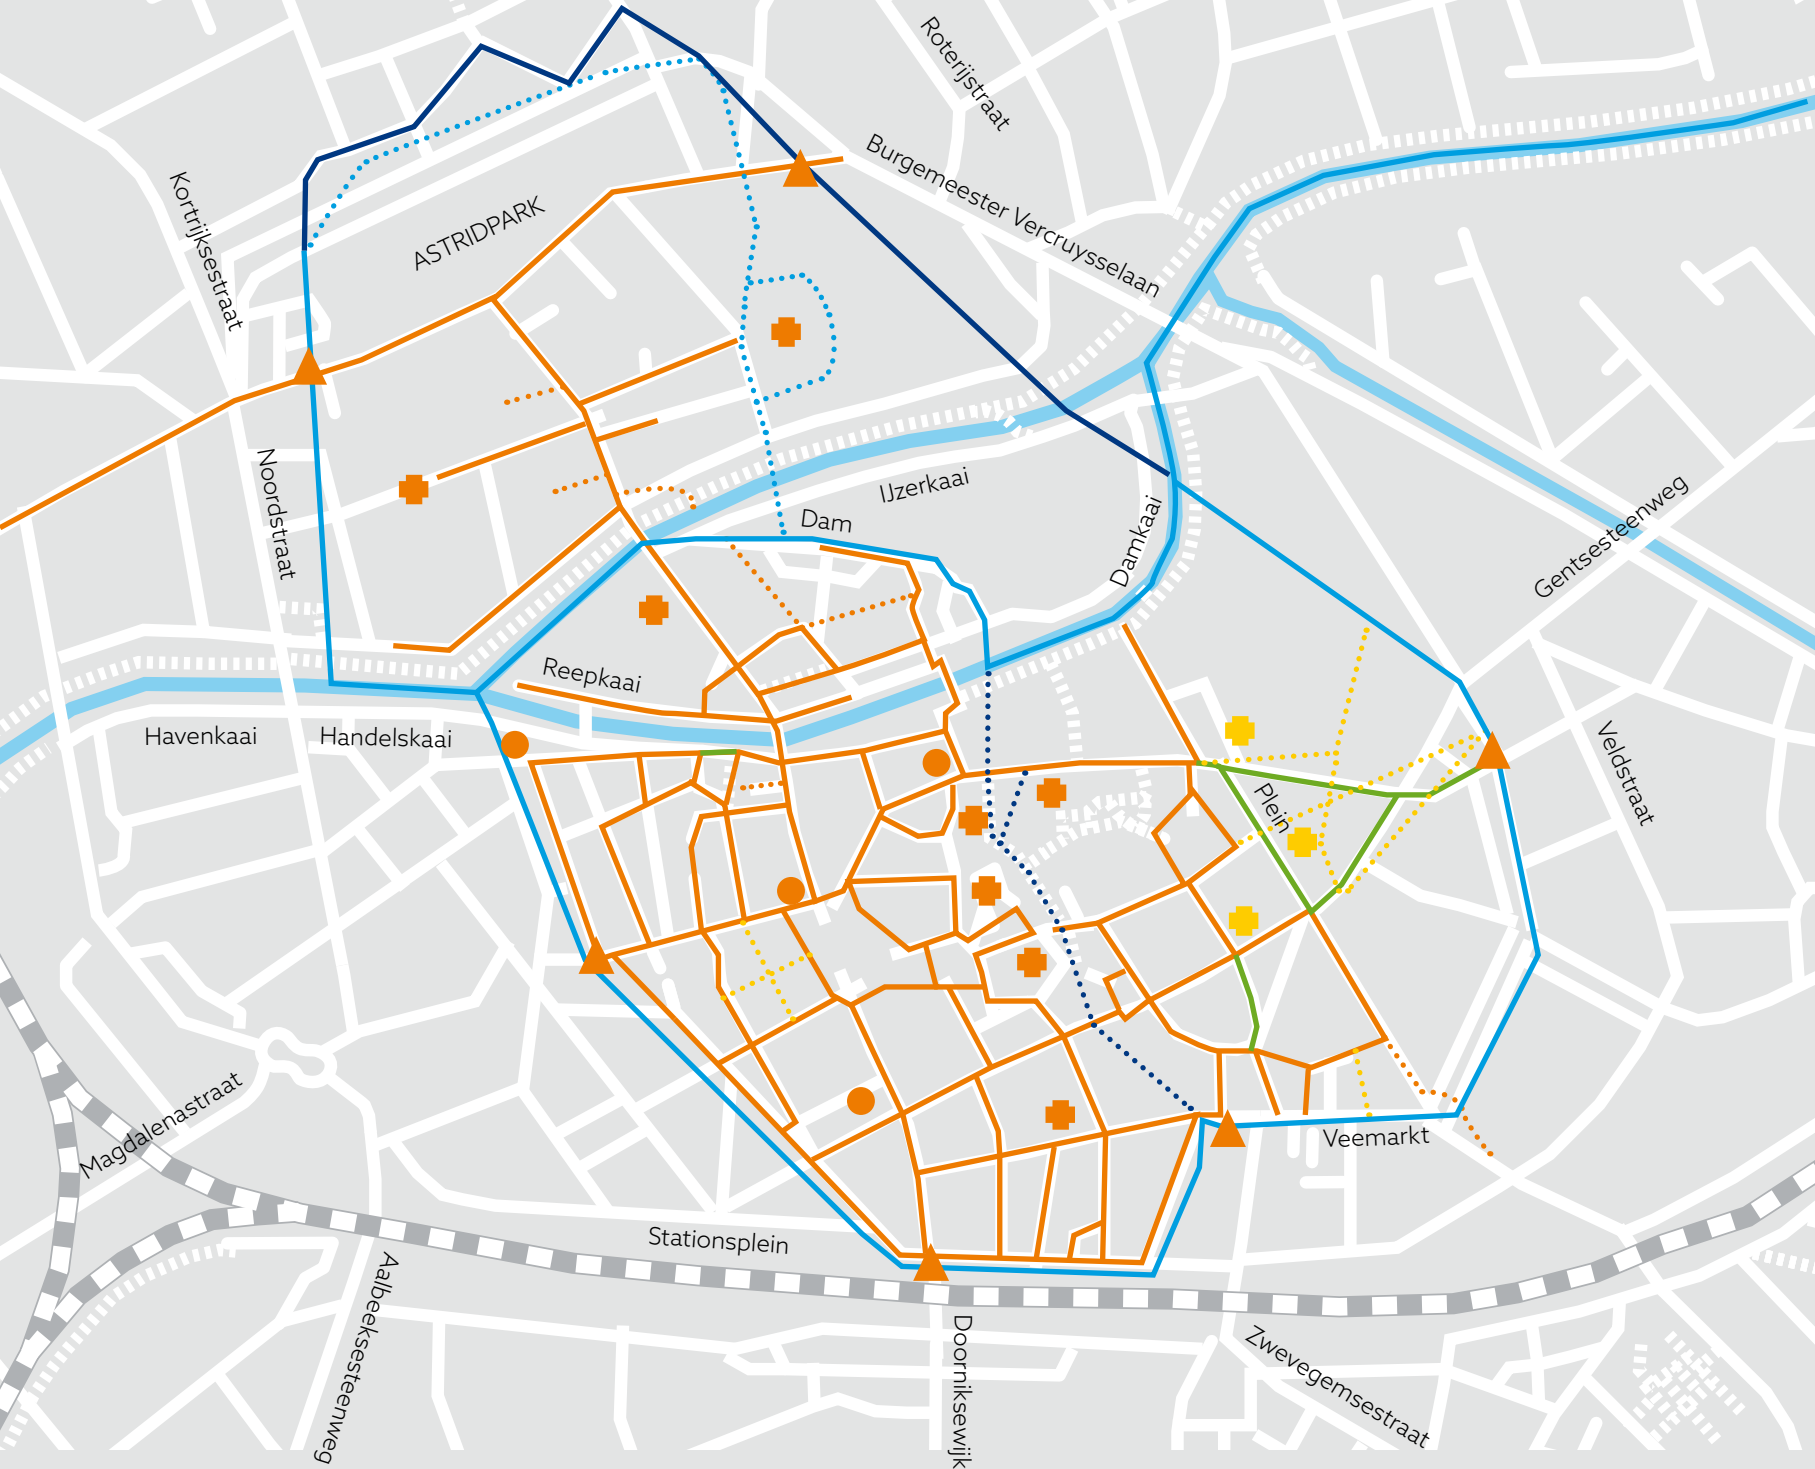 Roterijstraat
Burgemeester Vercruysselaan
Kortrijksestraat
ASTRIDPARK
Noordstraat
IJzerkaai
Dam
Damkaai
Gentsesteenweg
Reepkaai
Havenkaai
Handelskaai
Plein
Veldstraat
Magdalenastraat
Veemarkt
Stationsplein
Aalbeeksesteenweg
Doorniksewijk
Zwevegemsestraat